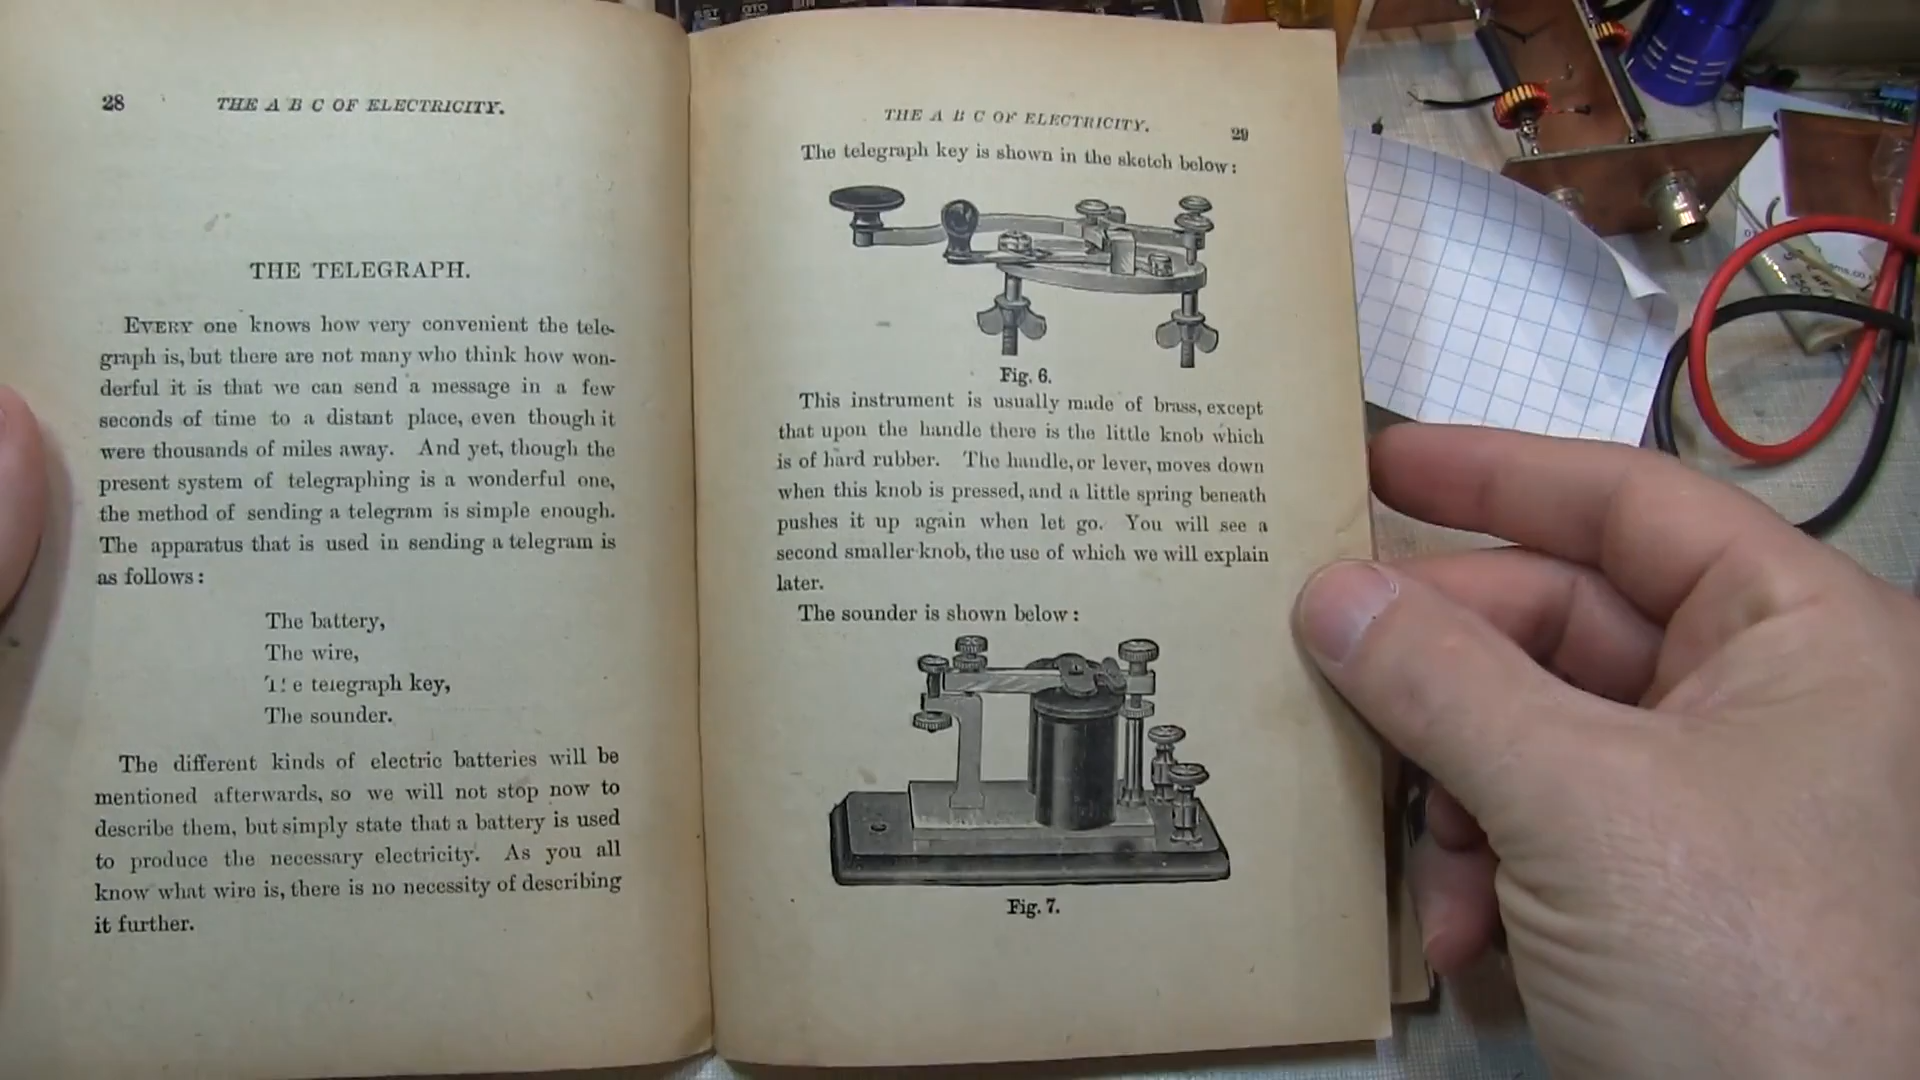 28
THE A B C OF ELECTRICITY.
THE TELEGRAPH.
EVERY one knows how very convenient the tele-
graph is, but there are not many who think how won-
derful it is that we can send a message in a few
seconds of time to a distant place, even though it
were thousands of miles away. And yet, though the
present system of telegraphing is a wonderful one,
the method of sending a telegram is simple enough.
The apparatus that is used in sending a telegram is
as follows:
The battery,
The wire,
The telegraph key,
The sounder.
The different kinds of electric batteries will be
mentioned afterwards, so we will not stop now to
describe them, but simply state that a battery is used
to produce the necessary electricity. As you all
know what wire is, there is no necessity of describing
it further.
THE A B C OF ELECTRICITY.
29
The telegraph key is shown in the sketch below:
Fig. 6.
This instrument is usually made of brass, except
that upon the handle there is the little knob which
is of hard rubber. The handle, or lever, moves down
when this knob is pressed, and a little spring beneath
pushes it up again when let go. You will see a
second smaller knob, the use of which we will explain
later.
The sounder is shown below:
Fig. 7.